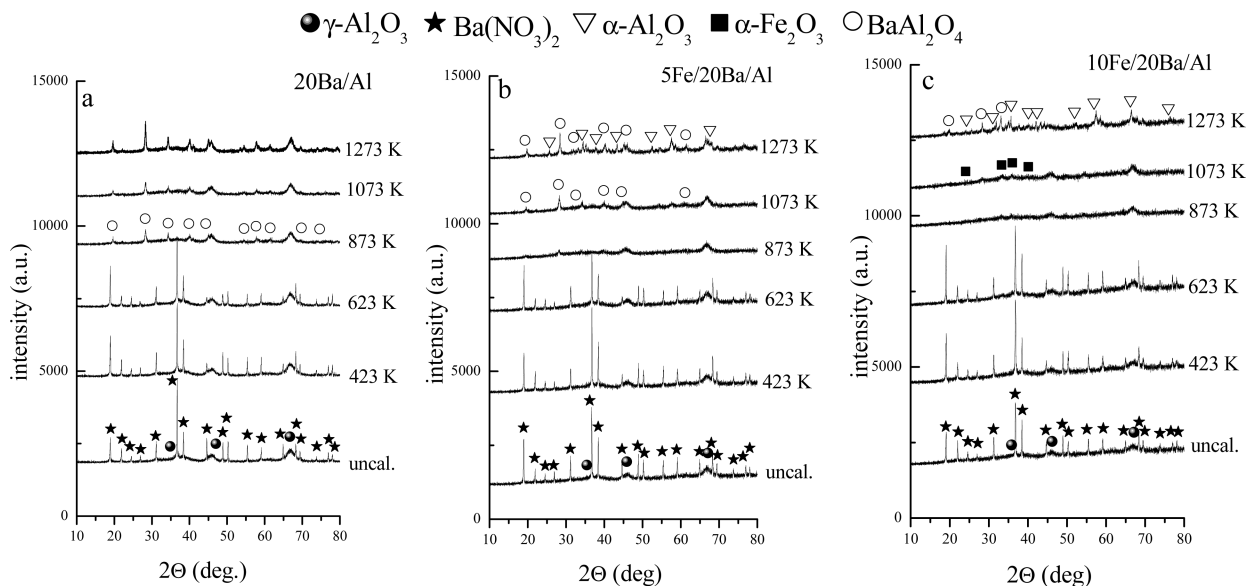 γ-Al₂O₃ Ba(NO₃)₂ α-Al₂O₃ α-Fe₂O₃ BaAl₂O₄
a
20Ba/Al
15000
10000
5000
0
1273 K
1073 K
873 K
623 K
423 K
uncal.
10 20 30 40 50 60 70 80
2Θ (deg.)
intensity (a.u.)
b
5Fe/20Ba/Al
15000
10000
5000
0
1273 K
1073 K
873 K
623 K
423 K
uncal.
10 20 30 40 50 60 70 80
2Θ (deg)
intensity (a.u.)
c
10Fe/20Ba/Al
15000
10000
5000
0
1273 K
1073 K
873 K
623 K
423 K
uncal.
10 20 30 40 50 60 70 80
2Θ (deg)
intensity (a.u.)